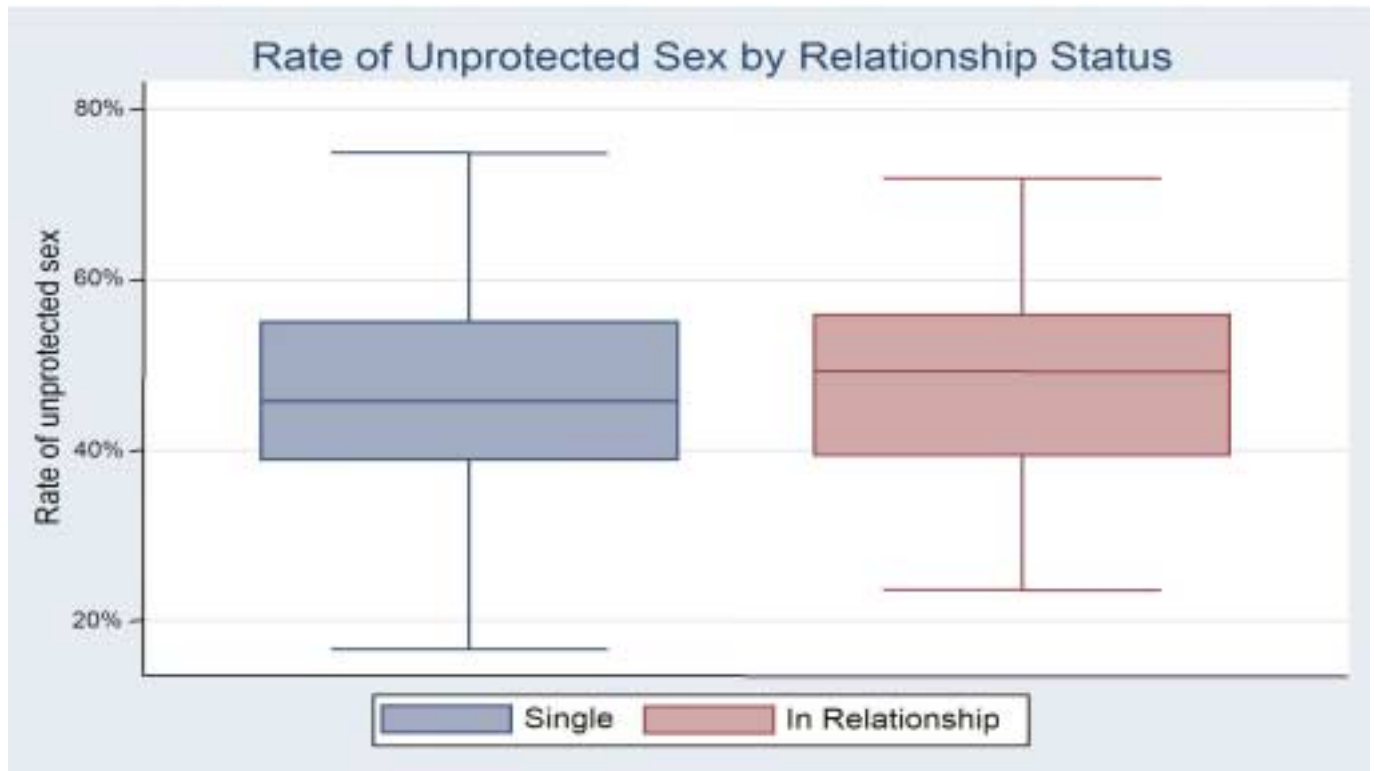 Rate of Unprotected Sex by Relationship Status
80%
60%
40%
20%
Rate of unprotected sex
Single
In Relationship